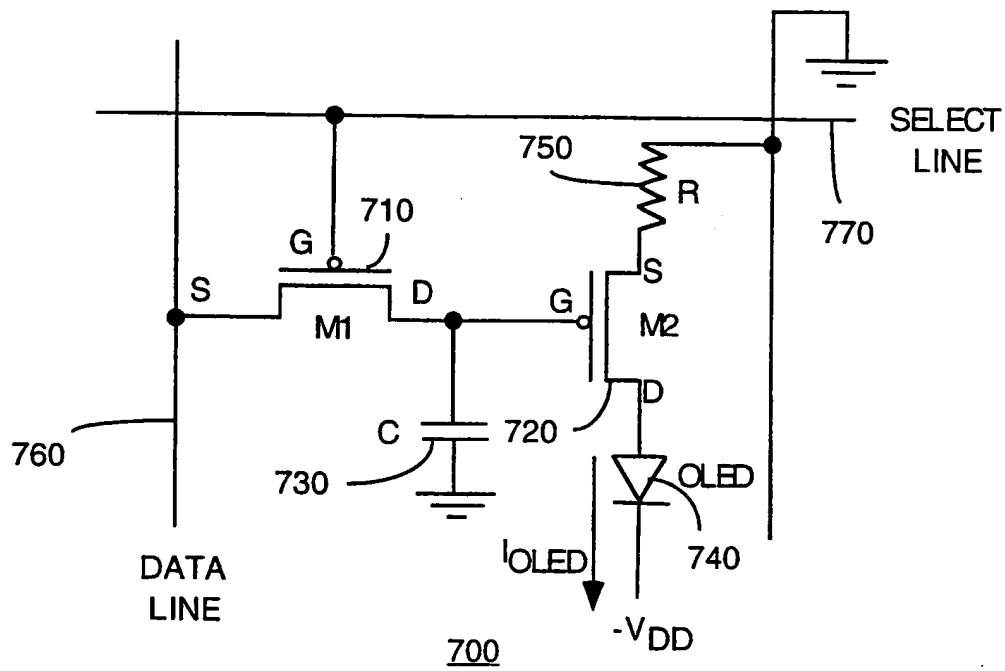 SELECT
LINE
750
R
710
770
G
S
D
S
G
M1
M2
D
720
C
760
730
OLED
740
IOLED
DATA
LINE
-VDD
700